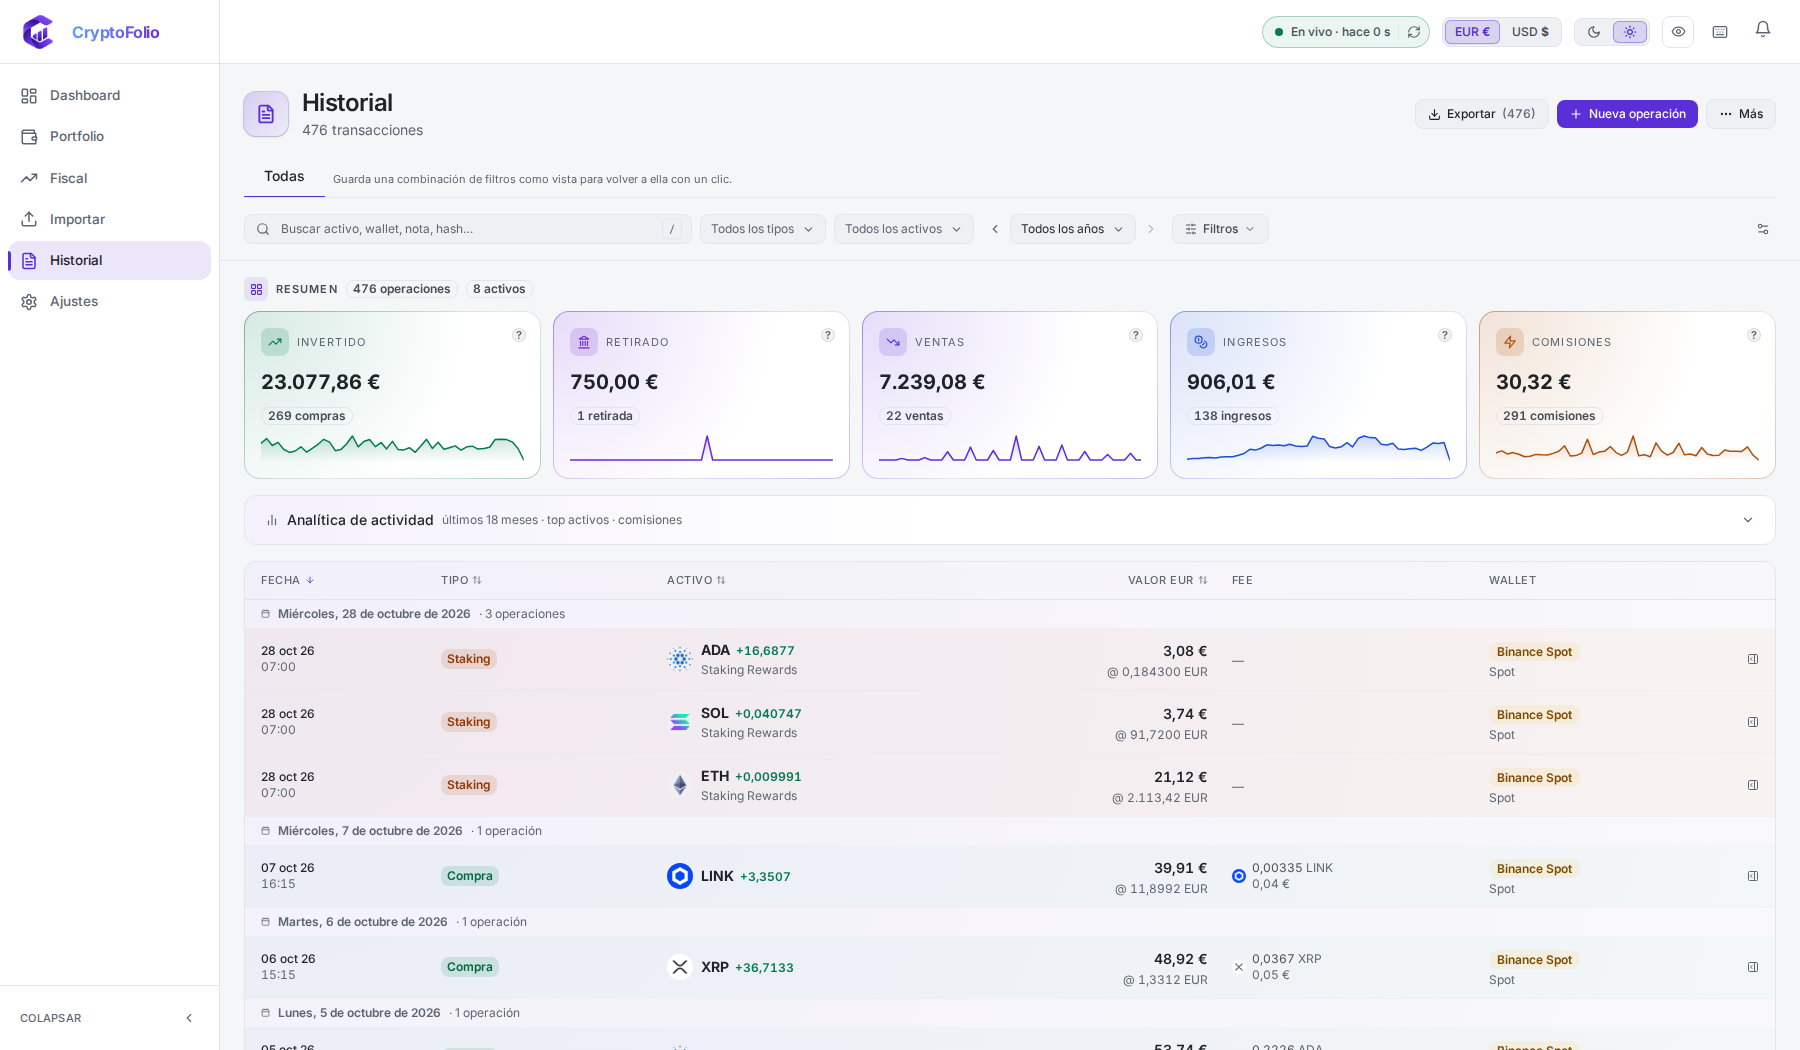 CryptoFolio
En vivo · hace 0 s
EUR €
USD $
Dashboard
Portfolio
Fiscal
Importar
Historial
Ajustes
COLAPSAR
Historial
476 transacciones
Exportar (476)
Nueva operación
Más
Todas
Guarda una combinación de filtros como vista para volver a ella con un clic.
Buscar activo, wallet, nota, hash...
/
Todos los tipos
Todos los activos
Todos los años
Filtros
RESUMEN
476 operaciones
8 activos
INVERTIDO
?
23.077,86 €
269 compras
RETIRADO
?
750,00 €
1 retirada
VENTAS
?
7.239,08 €
22 ventas
INGRESOS
?
906,01 €
138 ingresos
COMISIONES
?
30,32 €
291 comisiones
Analítica de actividad
últimos 18 meses · top activos · comisiones
FECHA
TIPO
ACTIVO
VALOR EUR
FEE
WALLET
Miércoles, 28 de octubre de 2026 · 3 operaciones
28 oct 26
07:00
Staking
ADA +16,6877
Staking Rewards
3,08 €
@ 0,184300 EUR
—
Binance Spot
Spot
28 oct 26
07:00
Staking
SOL +0,040747
Staking Rewards
3,74 €
@ 91,7200 EUR
—
Binance Spot
Spot
28 oct 26
07:00
Staking
ETH +0,009991
Staking Rewards
21,12 €
@ 2.113,42 EUR
—
Binance Spot
Spot
Miércoles, 7 de octubre de 2026 · 1 operación
07 oct 26
16:15
Compra
LINK +3,3507
39,91 €
@ 11,8992 EUR
0,00335 LINK
0,04 €
Binance Spot
Spot
Martes, 6 de octubre de 2026 · 1 operación
06 oct 26
15:15
Compra
XRP +36,7133
48,92 €
@ 1,3312 EUR
0,0367 XRP
0,05 €
Binance Spot
Spot
Lunes, 5 de octubre de 2026 · 1 operación
05 oct 26
53,74 €
0,2226 ADA
Binance Spot